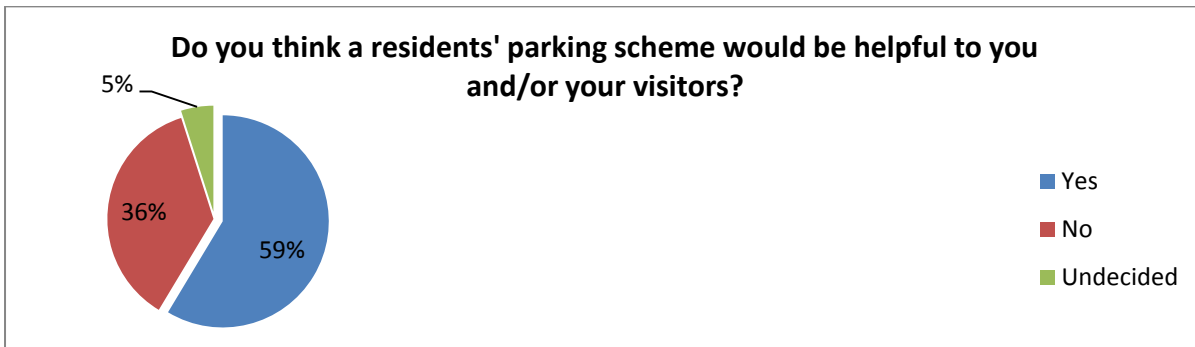 Do you think a residents' parking scheme would be helpful to you
and/or your visitors?
5%
36%
59%
Yes
No
Undecided